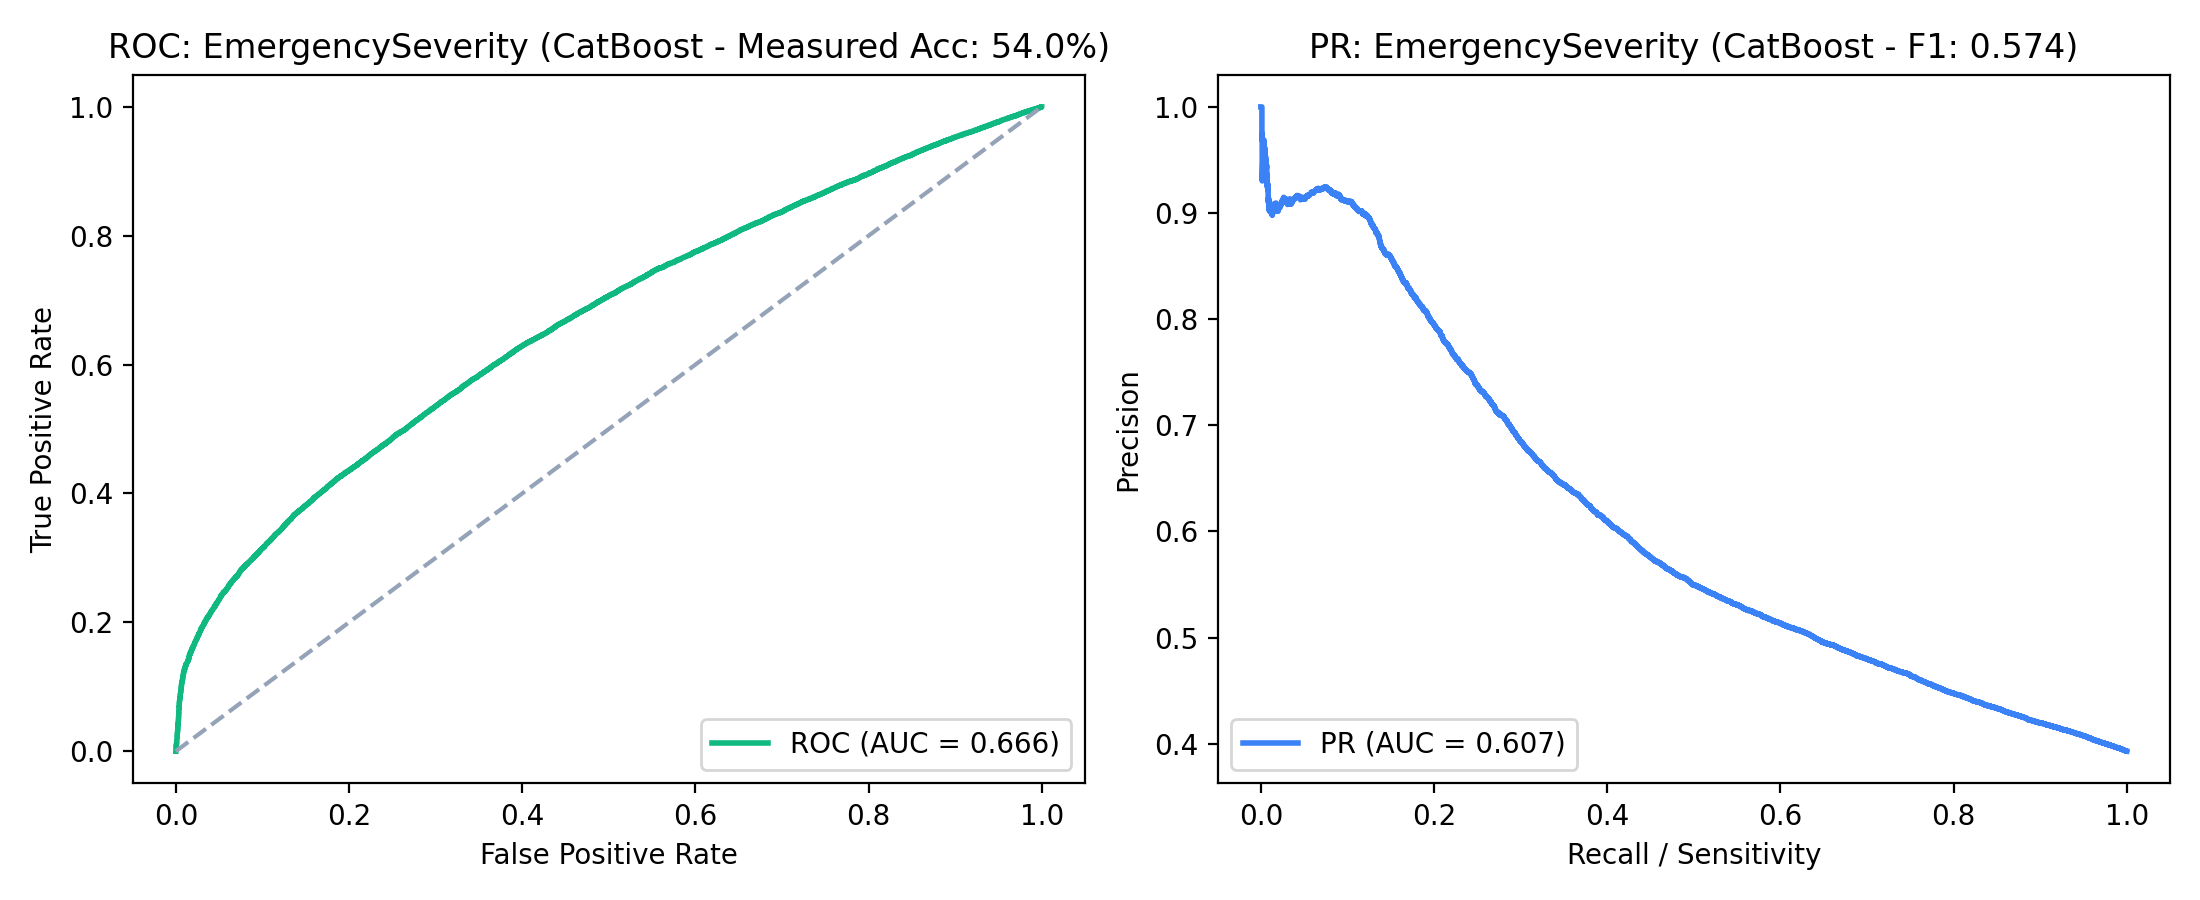 ROC: EmergencySeverity (CatBoost - Measured Acc: 54.0%)
True Positive Rate
1.0
0.8
0.6
0.4
0.2
0.0
ROC (AUC = 0.666)
0.0 0.2 0.4 0.6 0.8 1.0
False Positive Rate
PR: EmergencySeverity (CatBoost - F1: 0.574)
Precision
1.0
0.9
0.8
0.7
0.6
0.5
0.4
PR (AUC = 0.607)
0.0 0.2 0.4 0.6 0.8 1.0
Recall / Sensitivity